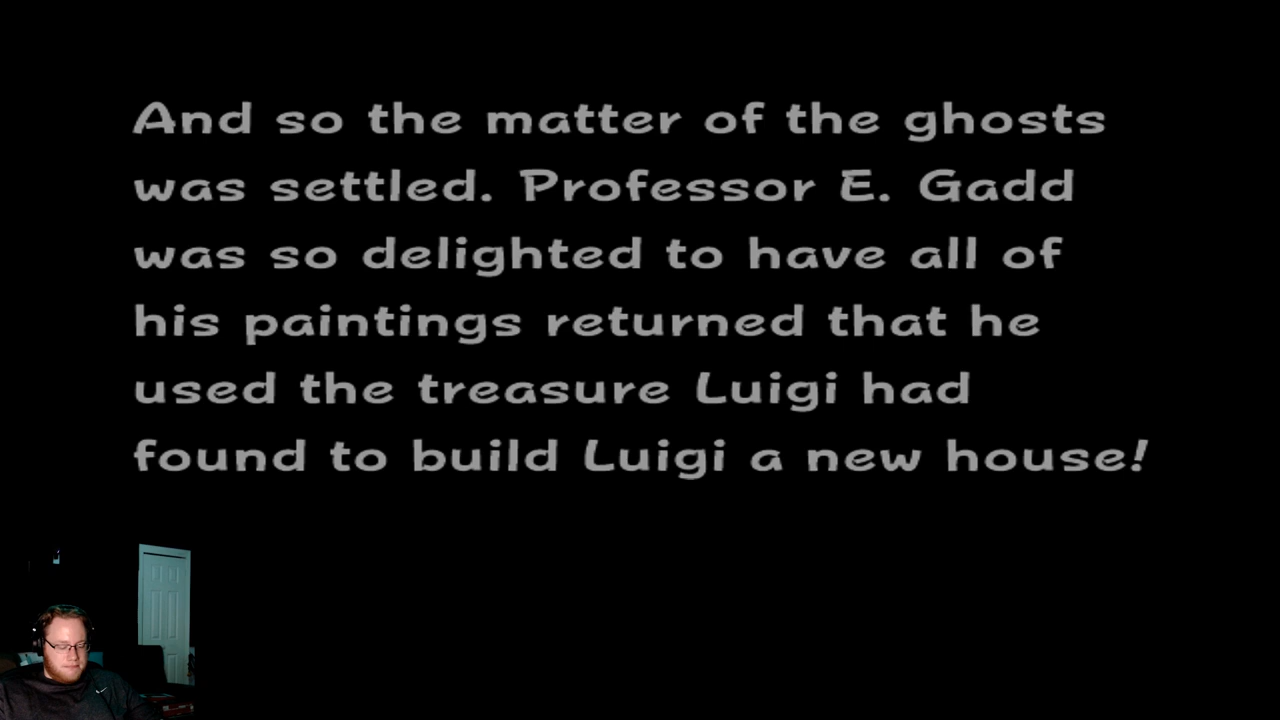 And so the matter of the ghosts
was settled. Professor E. Gadd
was so delighted to have all of
his paintings returned that he
used the treasure Luigi had
found to build Luigi a new house!